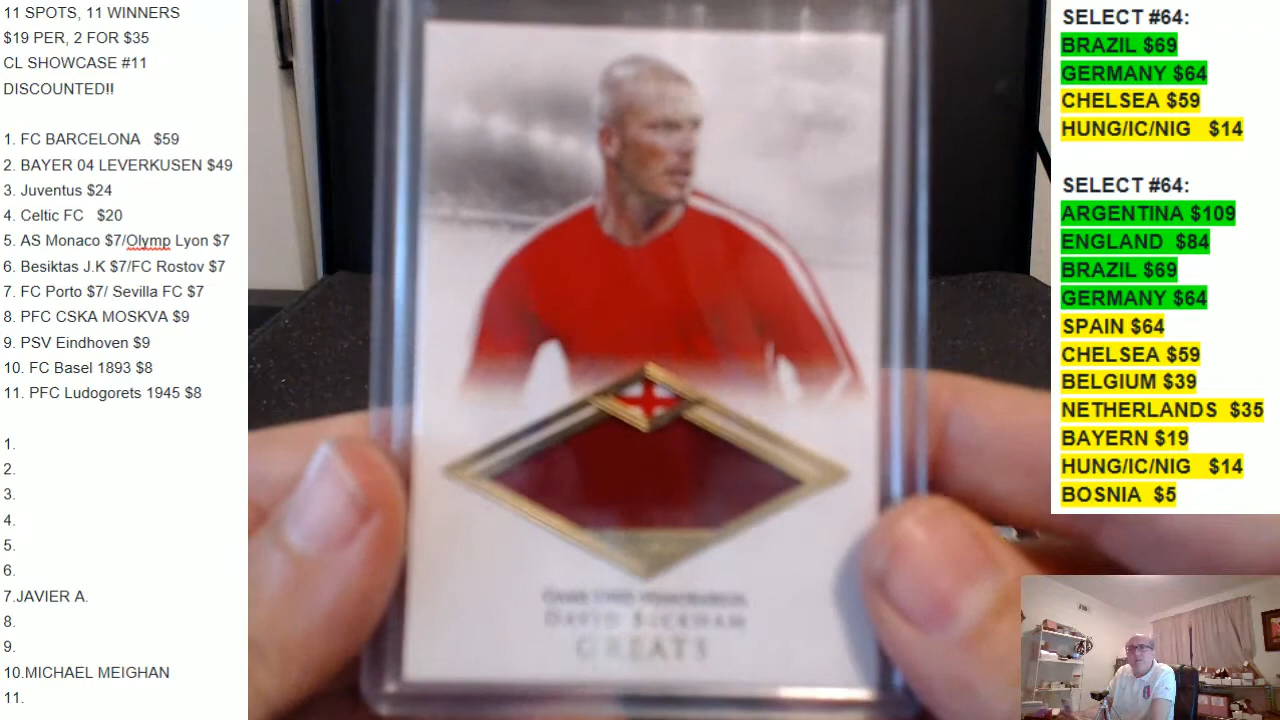 11 SPOTS, 11 WINNERS
$19 PER, 2 FOR $35
CL SHOWCASE #11
DISCOUNTED!!
1. FC BARCELONA $59
2. BAYER 04 LEVERKUSEN $49
3. Juventus $24
4. Celtic FC $20
5. AS Monaco $7/Olymp Lyon $7
6. Besiktas J.K $7/FC Rostov $7
7. FC Porto $7/ Sevilla FC $7
8. PFC CSKA MOSKVA $9
9. PSV Eindhoven $9
10. FC Basel 1893 $8
11. PFC Ludogorets 1945 $8
1.
2.
3.
4.
5.
6.
7.JAVIER A.
8.
9.
10.MICHAEL MEIGHAN
11.
GAME USED MEMORABILIA
DAVID BECKHAM
GREATS
SELECT #64:
BRAZIL $69
GERMANY $64
CHELSEA $59
HUNG/IC/NIG $14
SELECT #64:
ARGENTINA $109
ENGLAND $84
BRAZIL $69
GERMANY $64
SPAIN $64
CHELSEA $59
BELGIUM $39
NETHERLANDS $35
BAYERN $19
HUNG/IC/NIG $14
BOSNIA $5